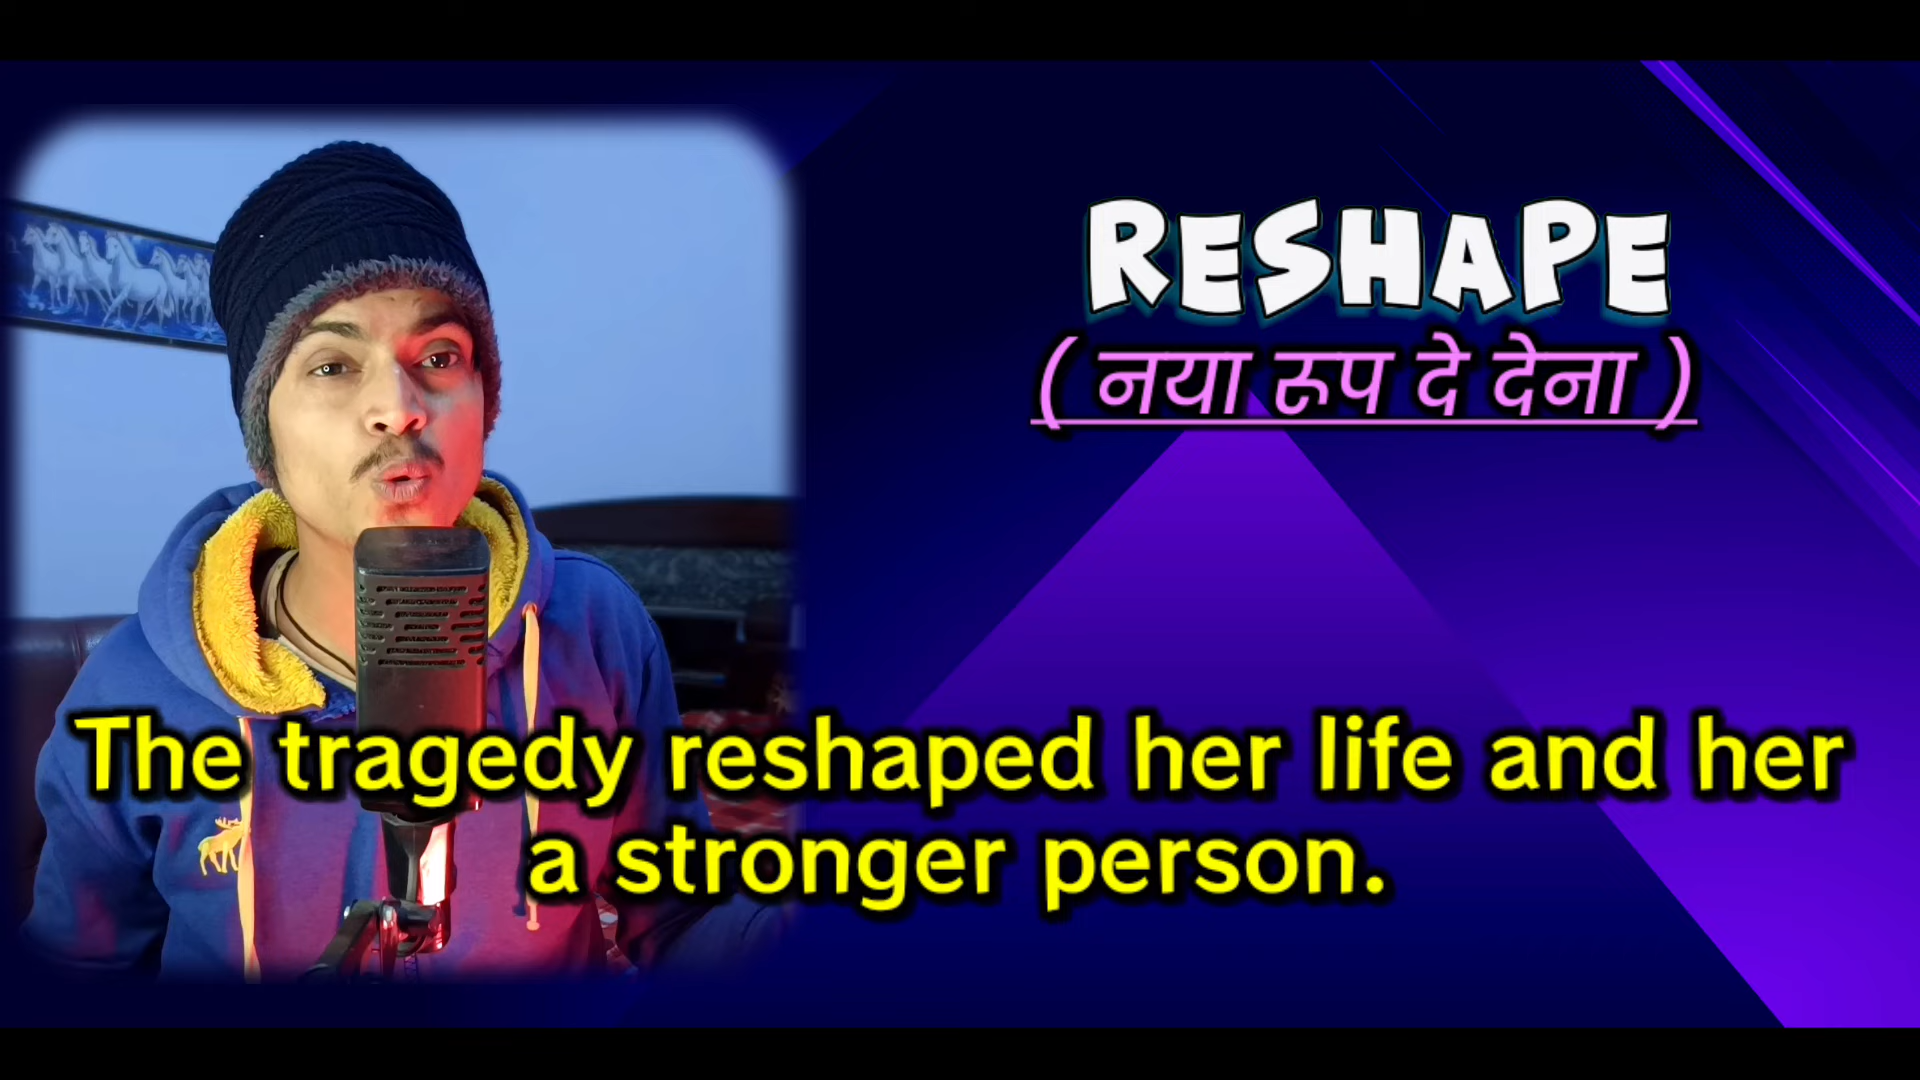 RESHAPE
( नया रूप दे देना )
The tragedy reshaped her life and her
a stronger person.